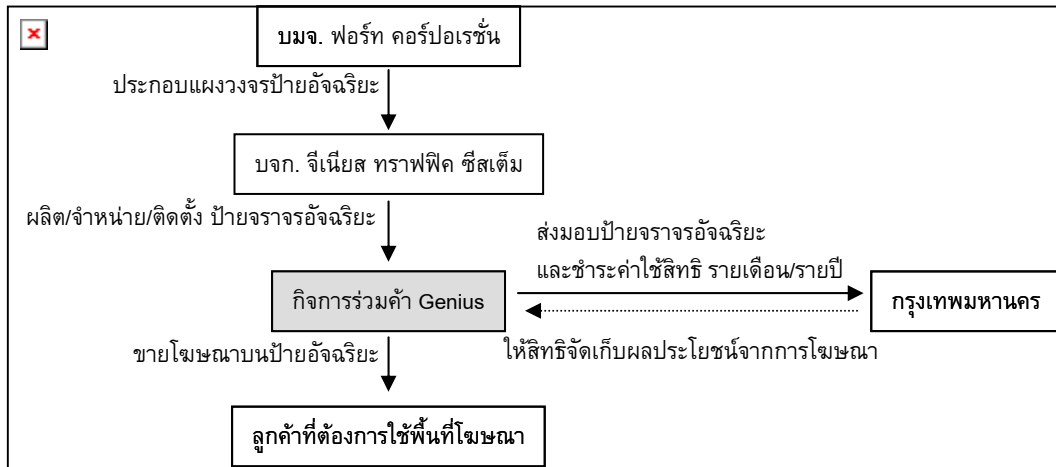 บมจ. ฟอร์ท คอร์ปอเรชั่น
ประกอบแผงวงจรป้ายอัจฉริยะ
บจก. จีเนียส ทราฟฟิค ซีสเต็ม
ผลิต/จำหน่าย/ติดตั้ง ป้ายจราจรอัจฉริยะ
ส่งมอบป้ายจราจรอัจฉริยะ
และชำระค่าใช้สิทธิ รายเดือน/รายปี
กิจการร่วมค้า Genius
กรุงเทพมหานคร
ขายโฆษณาบนป้ายอัจฉริยะ
ให้สิทธิจัดเก็บผลประโยชน์จากการโฆษณา
ลูกค้าที่ต้องการใช้พื้นที่โฆษณา